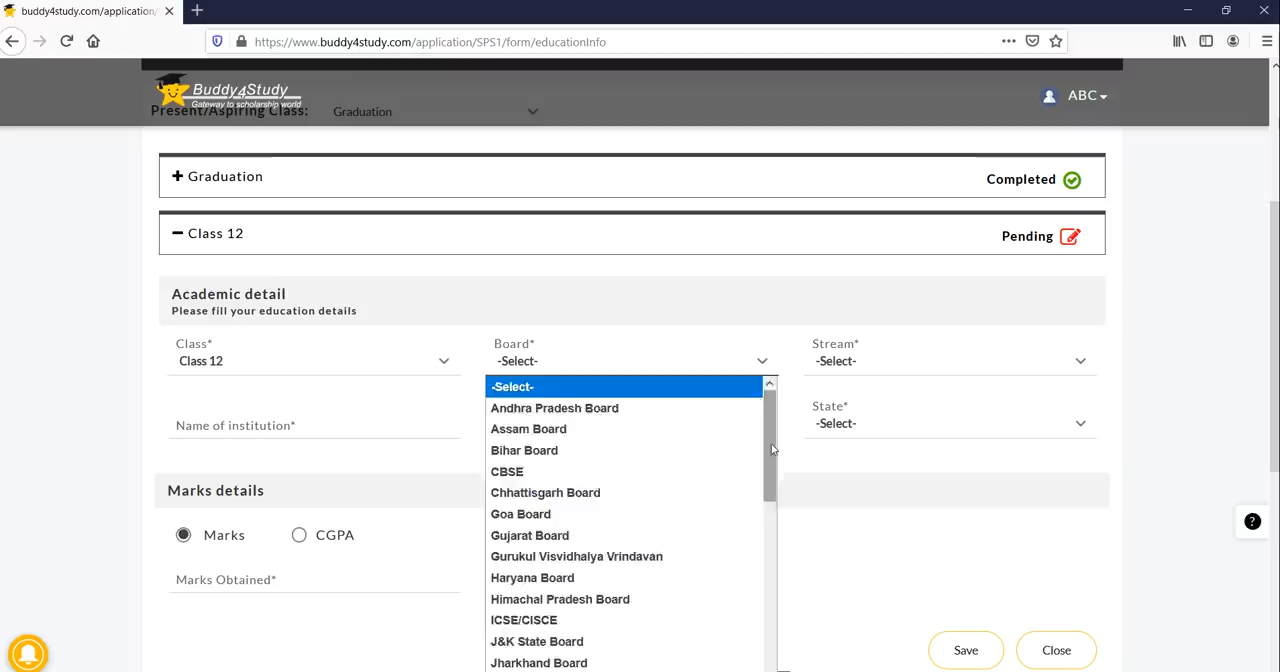 buddy4study.com/application/
https://www.buddy4study.com/application/SPS1/form/educationInfo
Buddy4Study
Gateway to scholarship world
ABC
Present/Aspiring Class: Graduation
Graduation Completed
Class 12 Pending
Academic detail
Please fill your education details
Class* Board* Stream*
Class 12 -Select- -Select-
-Select-
Andhra Pradesh Board
Assam Board
Bihar Board
CBSE
Chhattisgarh Board
Goa Board
Gujarat Board
Gurukul Visvidhalya Vrindavan
Haryana Board
Himachal Pradesh Board
ICSE/CISCE
J&K State Board
Jharkhand Board
Name of institution*
State*
-Select-
Marks details
Marks CGPA
Marks Obtained*
Save Close